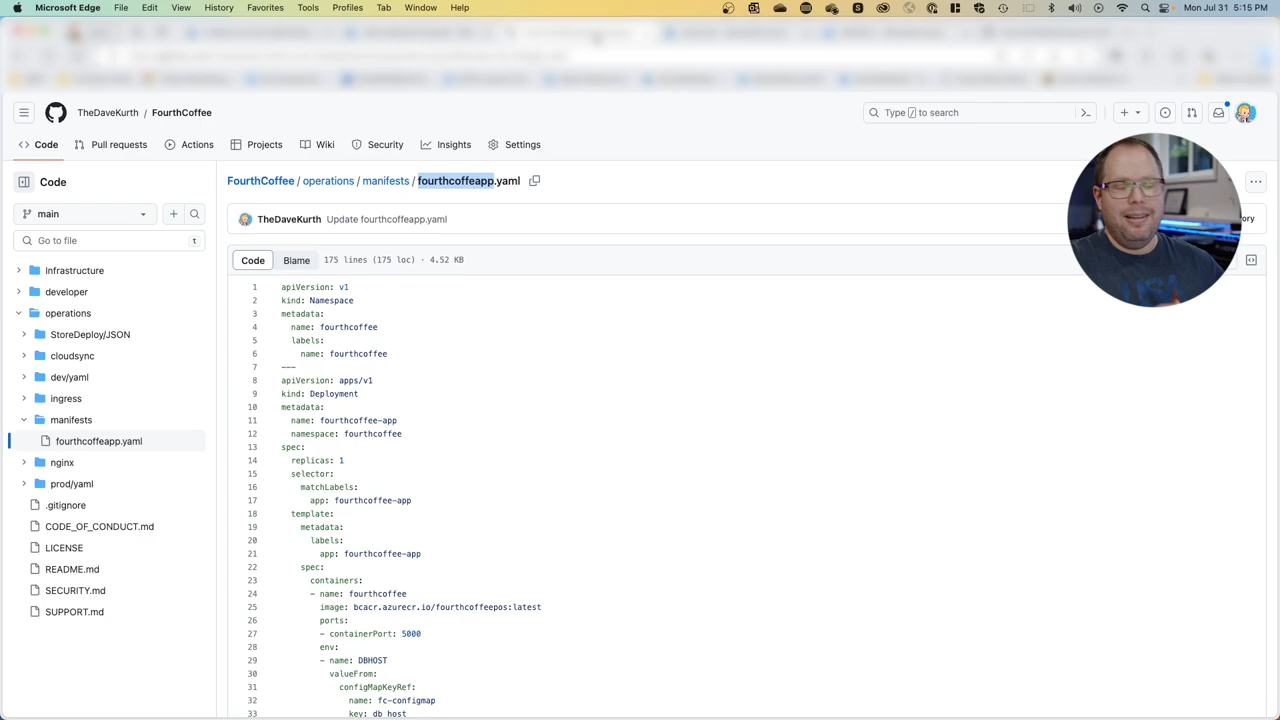 Microsoft Edge File Edit View History Favorites Tools Profiles Tab Window Help Mon Jul 31 5:15 PM
TheDaveKurth / FourthCoffee
Type / to search
Code Pull requests Actions Projects Wiki Security Insights Settings
Code
main
Go to file t
Infrastructure
developer
operations
StoreDeploy/JSON
cloudsync
dev/yaml
ingress
manifests
fourthcoffeapp.yaml
nginx
prod/yaml
.gitignore
CODE_OF_CONDUCT.md
LICENSE
README.md
SECURITY.md
SUPPORT.md
FourthCoffee / operations / manifests / fourthcoffeapp.yaml
TheDaveKurth Update fourthcoffeapp.yaml
ory
Code Blame 175 lines (175 loc) · 4.52 KB
1 apiVersion: v1
2 kind: Namespace
3 metadata:
4 name: fourthcoffee
5 labels:
6 name: fourthcoffee
7 ---
8 apiVersion: apps/v1
9 kind: Deployment
10 metadata:
11 name: fourthcoffee-app
12 namespace: fourthcoffee
13 spec:
14 replicas: 1
15 selector:
16 matchLabels:
17 app: fourthcoffee-app
18 template:
19 metadata:
20 labels:
21 app: fourthcoffee-app
22 spec:
23 containers:
24 - name: fourthcoffee
25 image: bcacr.azurecr.io/fourthcoffeepos:latest
26 ports:
27 - containerPort: 5000
28 env:
29 - name: DBHOST
30 valueFrom:
31 configMapKeyRef:
32 name: fc-configmap
33 key: db_host
USA